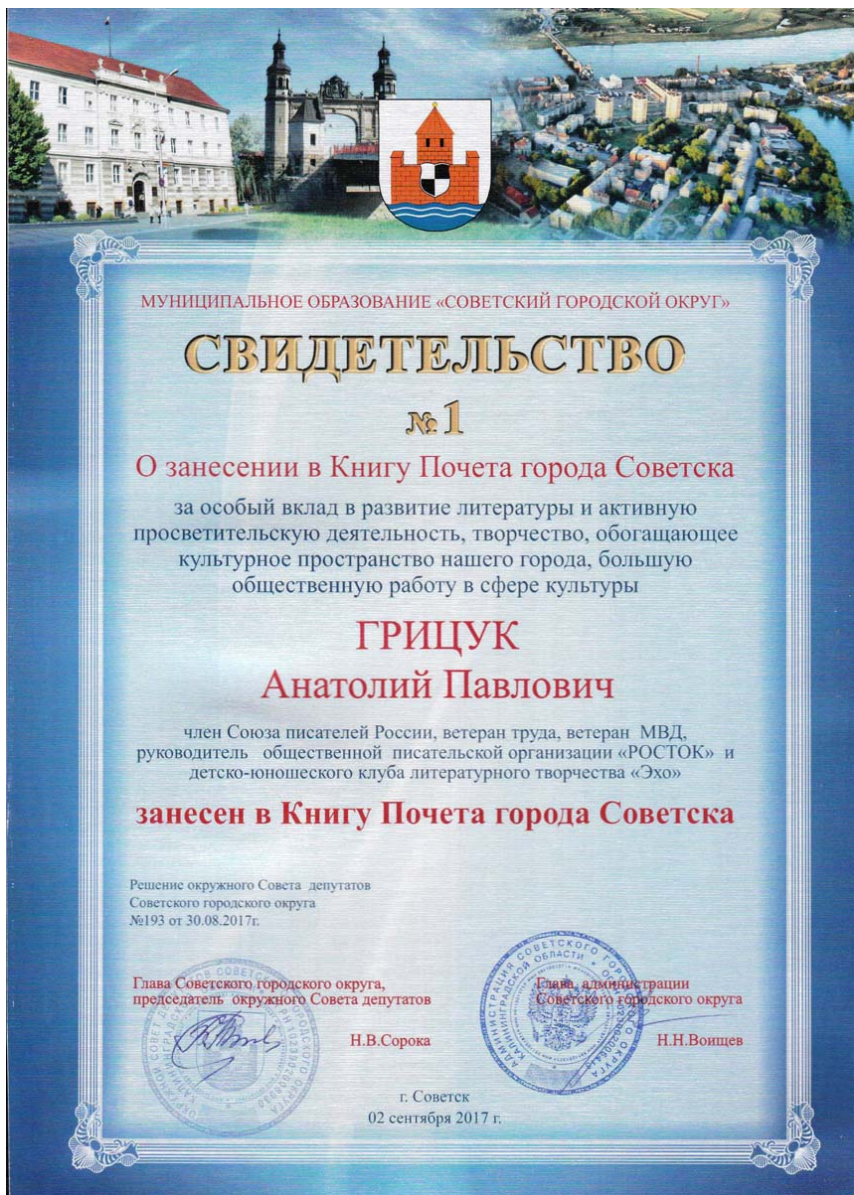 МУНИЦИПАЛЬНОЕ ОБРАЗОВАНИЕ «СОВЕТСКИЙ ГОРОДСКОЙ ОКРУГ»
СВИДЕТЕЛЬСТВО
№1
О занесении в Книгу Почета города Советска
за особый вклад в развитие литературы и активную
просветительскую деятельность, творчество, обогащающее
культурное пространство нашего города, большую
общественную работу в сфере культуры
ГРИЦУК
Анатолий Павлович
член Союза писателей России, ветеран труда, ветеран МВД,
руководитель общественной писательской организации «РОСТОК» и
детско-юношеского клуба литературного творчества «Эхо»
занесен в Книгу Почета города Советска
Решение окружного Совета депутатов
Советского городского округа
№193 от 30.08.2017г.
Глава Советского городского округа,
председатель окружного Совета депутатов
Н.В.Сорока
Глава администрации
Советского городского округа
Н.Н.Воищев
г. Советск
02 сентября 2017 г.